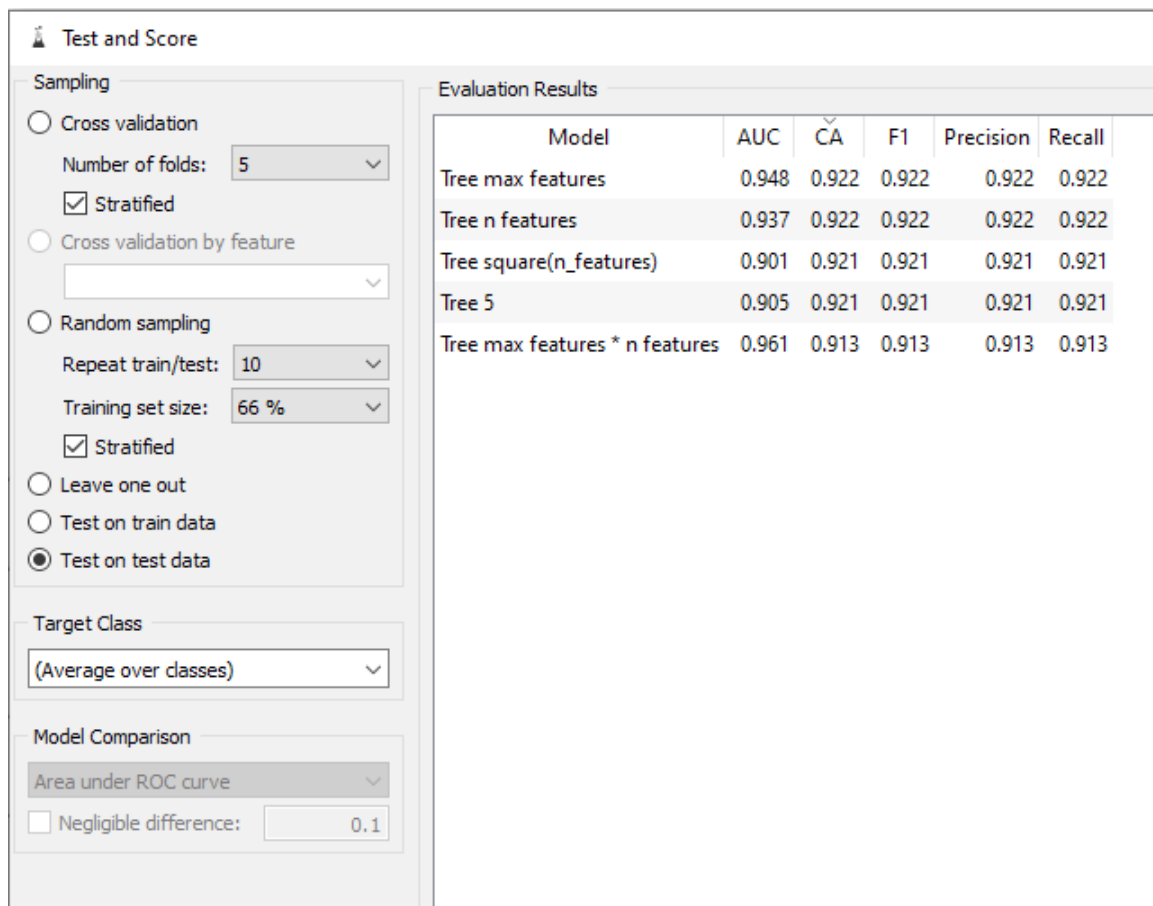 Test and Score
Sampling
Cross validation
Number of folds: 5
Stratified
Cross validation by feature
Random sampling
Repeat train/test: 10
Training set size: 66 %
Stratified
Leave one out
Test on train data
Test on test data
Target Class
(Average over classes)
Model Comparison
Area under ROC curve
Negligible difference: 0.1
Evaluation Results
Model AUC CA F1 Precision Recall
Tree max features 0.948 0.922 0.922 0.922 0.922
Tree n features 0.937 0.922 0.922 0.922 0.922
Tree square(n_features) 0.901 0.921 0.921 0.921 0.921
Tree 5 0.905 0.921 0.921 0.921 0.921
Tree max features * n features 0.961 0.913 0.913 0.913 0.913